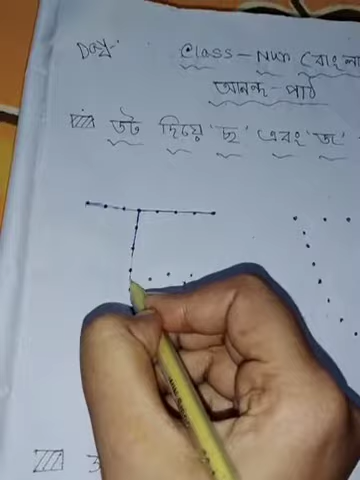 Day:
Class-Nur বাংলা
আনন্দ-পাঠ
ডট দিয়ে 'ছ' এবং 'জ'